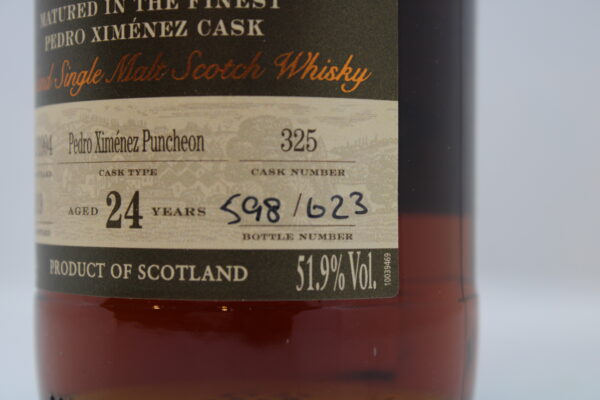 MATURED IN THE FINEST
PEDRO XIMÉNEZ CASK
Single Malt Scotch Whisky
Pedro Ximénez Puncheon 325
CASK TYPE CASK NUMBER
AGED 24 YEARS 598/623
BOTTLE NUMBER
PRODUCT OF SCOTLAND 51.9% Vol.
10039469